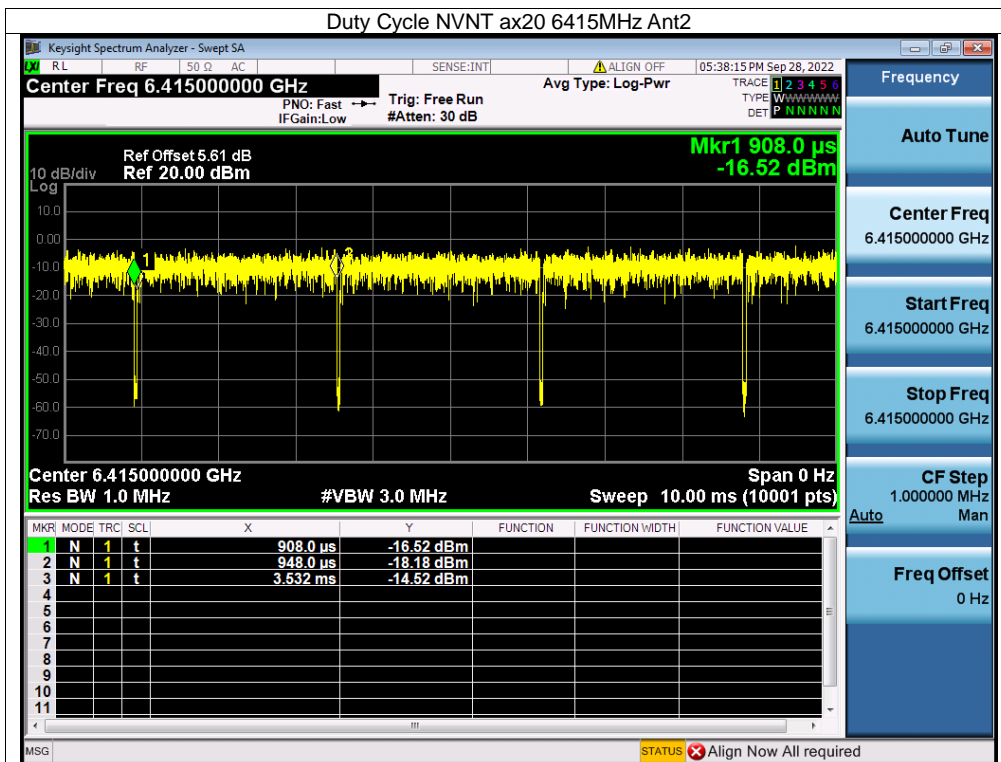 Duty Cycle NVNT ax20 6415MHz Ant2
Keysight Spectrum Analyzer - Swept SA
LXI RL RF 50 Ω AC SENSE:INT ALIGN OFF 05:38:15 PM Sep 28, 2022
Center Freq 6.415000000 GHz
PNO: Fast
IFGain:Low
Trig: Free Run
#Atten: 30 dB
Avg Type: Log-Pwr
TRACE 1 2 3 4 5 6
TYPE WWWWWWW
DET P N N N N N
Mkr1 908.0 µs
-16.52 dBm
Ref Offset 5.61 dB
10 dB/div Ref 20.00 dBm
Log
10.0
0.00
-10.0
-20.0
-30.0
-40.0
-50.0
-60.0
-70.0
1
Center 6.415000000 GHz Span 0 Hz
Res BW 1.0 MHz #VBW 3.0 MHz Sweep 10.00 ms (10001 pts)
MKR MODE TRC SCL X Y FUNCTION FUNCTION WIDTH FUNCTION VALUE
1 N 1 t 908.0 µs -16.52 dBm
2 N 1 t 948.0 µs -18.18 dBm
3 N 1 t 3.532 ms -14.52 dBm
4
5
6
7
8
9
10
11
MSG STATUS Align Now All required
Frequency
Auto Tune
Center Freq
6.415000000 GHz
Start Freq
6.415000000 GHz
Stop Freq
6.415000000 GHz
CF Step
1.000000 MHz
Auto Man
Freq Offset
0 Hz